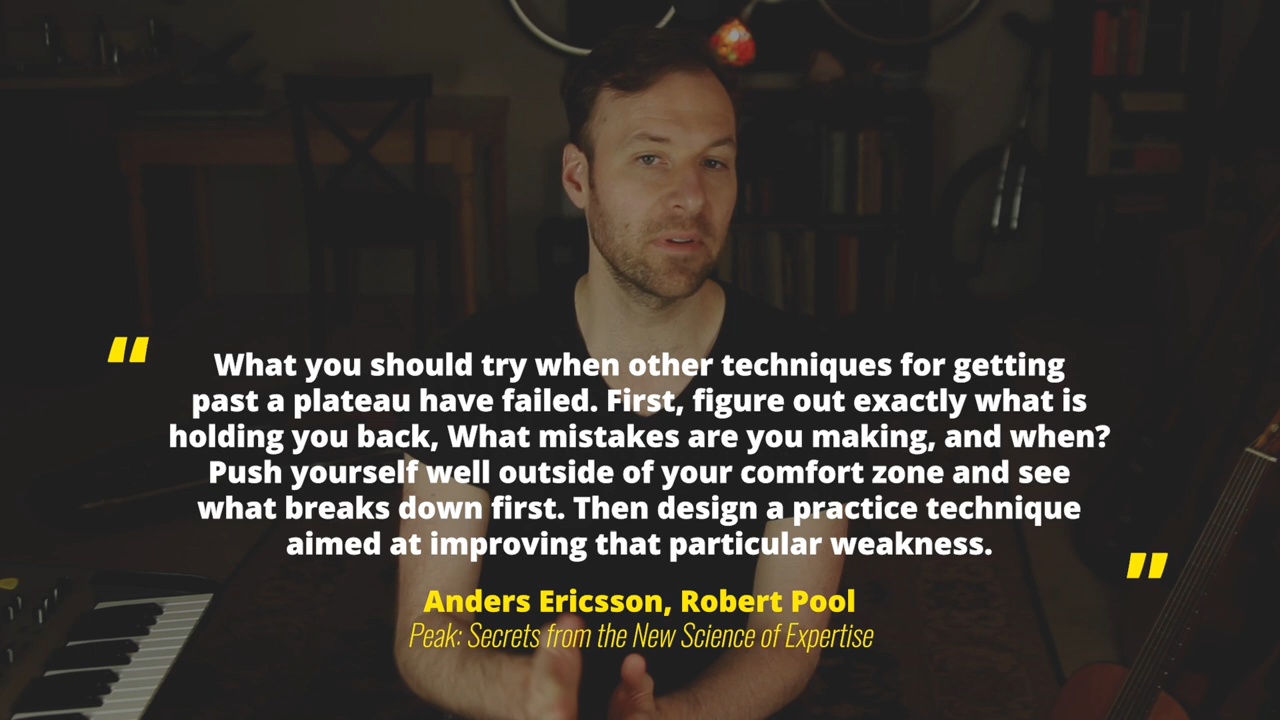 “
What you should try when other techniques for getting
past a plateau have failed. First, figure out exactly what is
holding you back, What mistakes are you making, and when?
Push yourself well outside of your comfort zone and see
what breaks down first. Then design a practice technique
aimed at improving that particular weakness.
”
Anders Ericsson, Robert Pool
Peak: Secrets from the New Science of Expertise